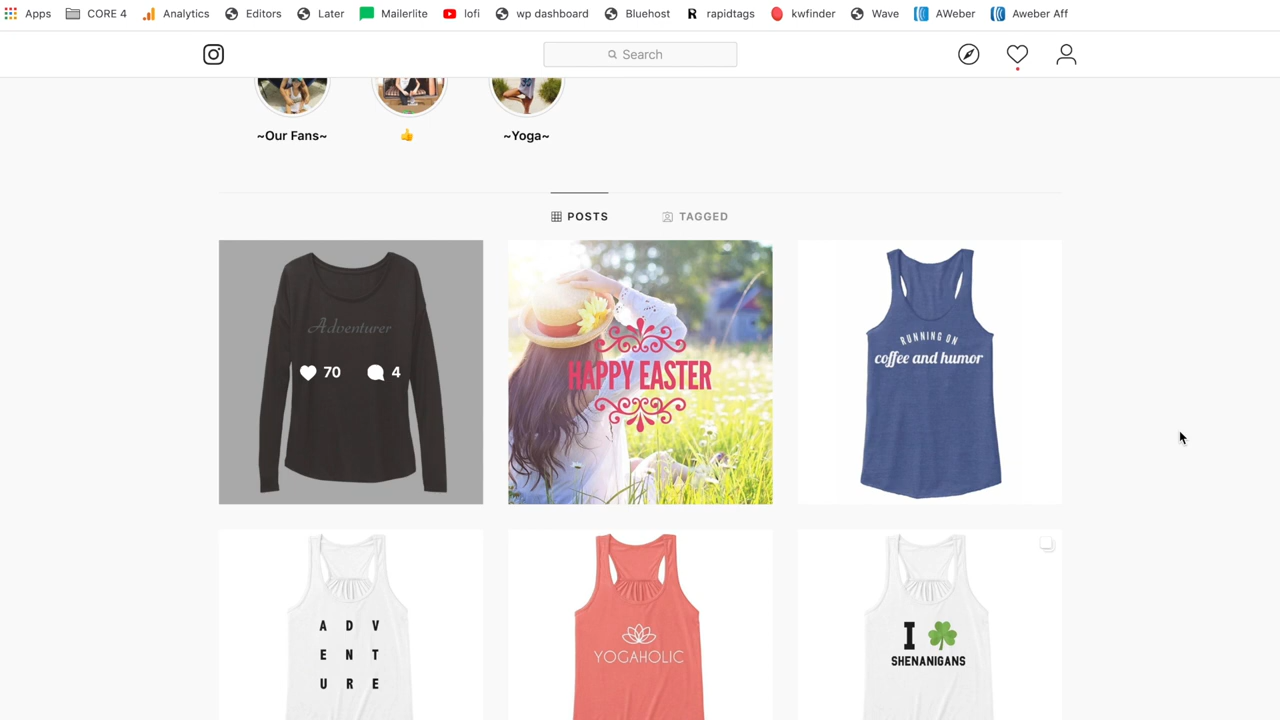 Apps CORE 4 Analytics Editors Later Mailerlite lofi wp dashboard Bluehost rapidtags kwfinder Wave AWeber Aweber Aff
Search
~Our Fans~ 👍 ~Yoga~
POSTS TAGGED
Adventurer
70 4
HAPPY EASTER
RUNNING ON
coffee and humor
A D V
E N T
U R E
YOGAHOLIC
I ☘
SHENANIGANS